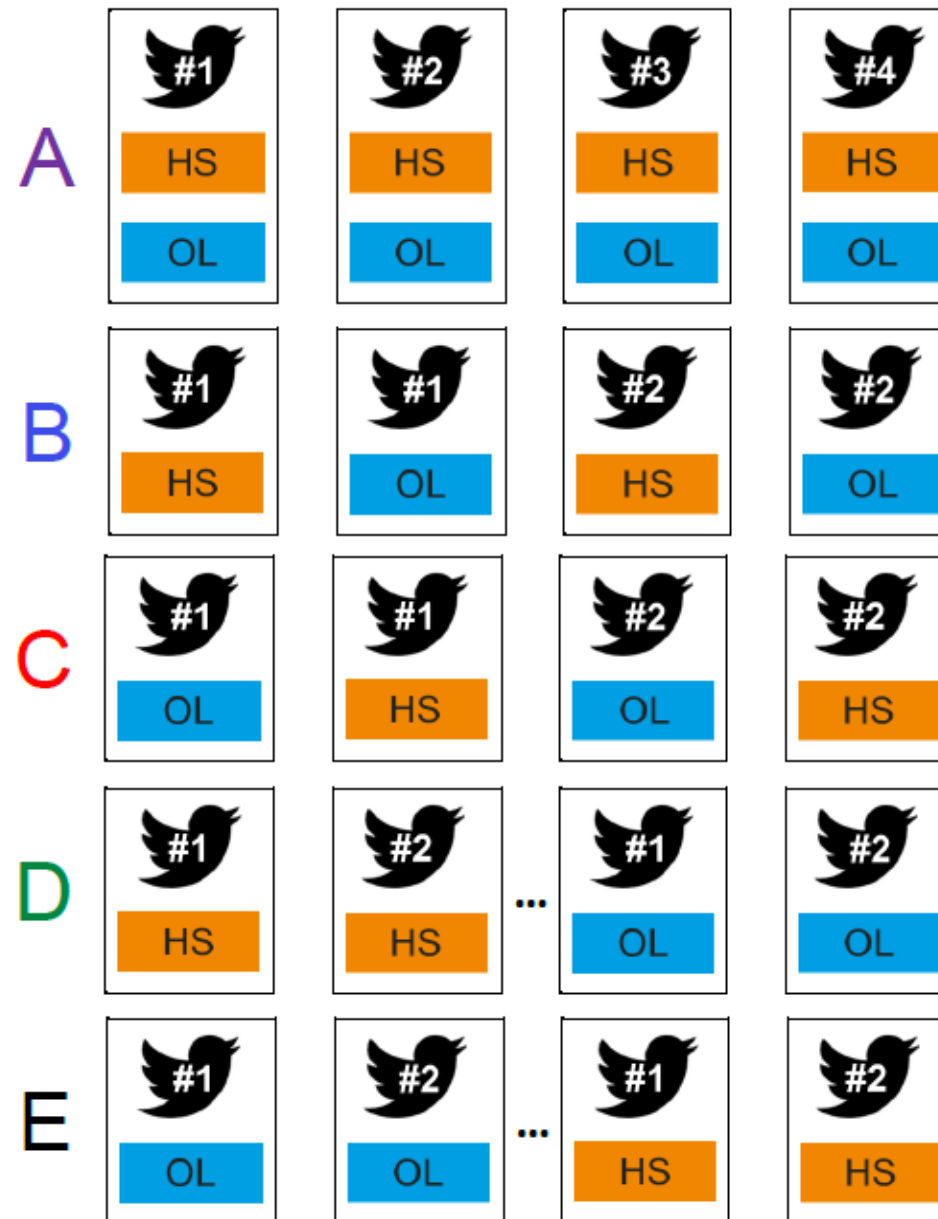 A
#1 #2 #3 #4
HS HS HS HS
OL OL OL OL
B
#1 #1 #2 #2
HS OL HS OL
C
#1 #1 #2 #2
OL HS OL HS
D
#1 #2 ... #1 #2
HS HS OL OL
E
#1 #2 ... #1 #2
OL OL HS HS